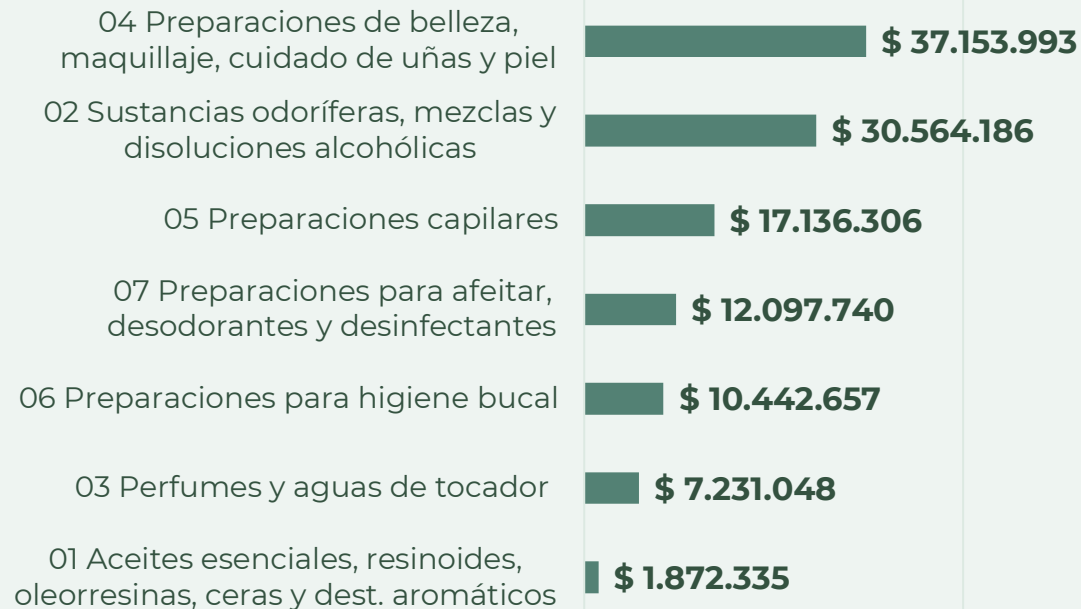 04 Preparaciones de belleza,
maquillaje, cuidado de uñas y piel
$ 37.153.993
02 Sustancias odoríferas, mezclas y
disoluciones alcohólicas
$ 30.564.186
05 Preparaciones capilares
$ 17.136.306
07 Preparaciones para afeitar,
desodorantes y desinfectantes
$ 12.097.740
06 Preparaciones para higiene bucal
$ 10.442.657
03 Perfumes y aguas de tocador
$ 7.231.048
01 Aceites esenciales, resinoides,
oleorresinas, ceras y dest. aromáticos
$ 1.872.335